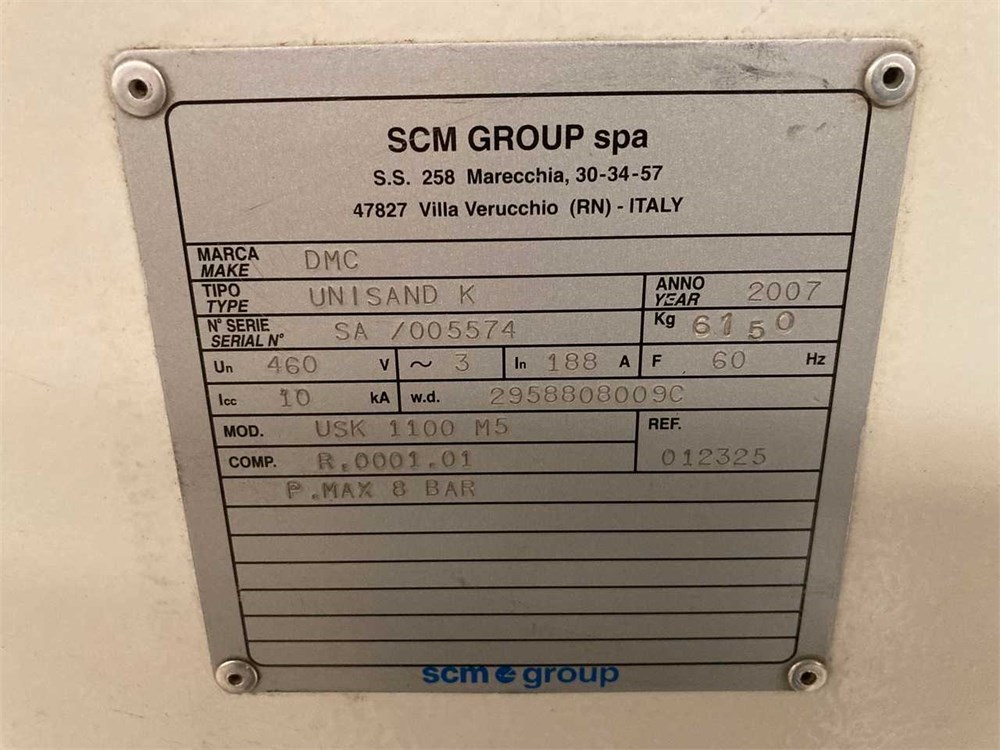 SCM GROUP spa
S.S. 258 Marecchia, 30-34-57
47827 Villa Verucchio (RN) - ITALY
MARCA
MAKE DMC
TIPO
TYPE UNISAND K
ANNO
YEAR 2007
N° SERIE
SERIAL N° SA /005574
Kg 6150
Un 460 V ~ 3 In 188 A F 60 Hz
Icc 10 kA w.d. 2958808009C
MOD. USK 1100 M5
REF.
COMP. R.0001.01
012325
P.MAX 8 BAR
scm group